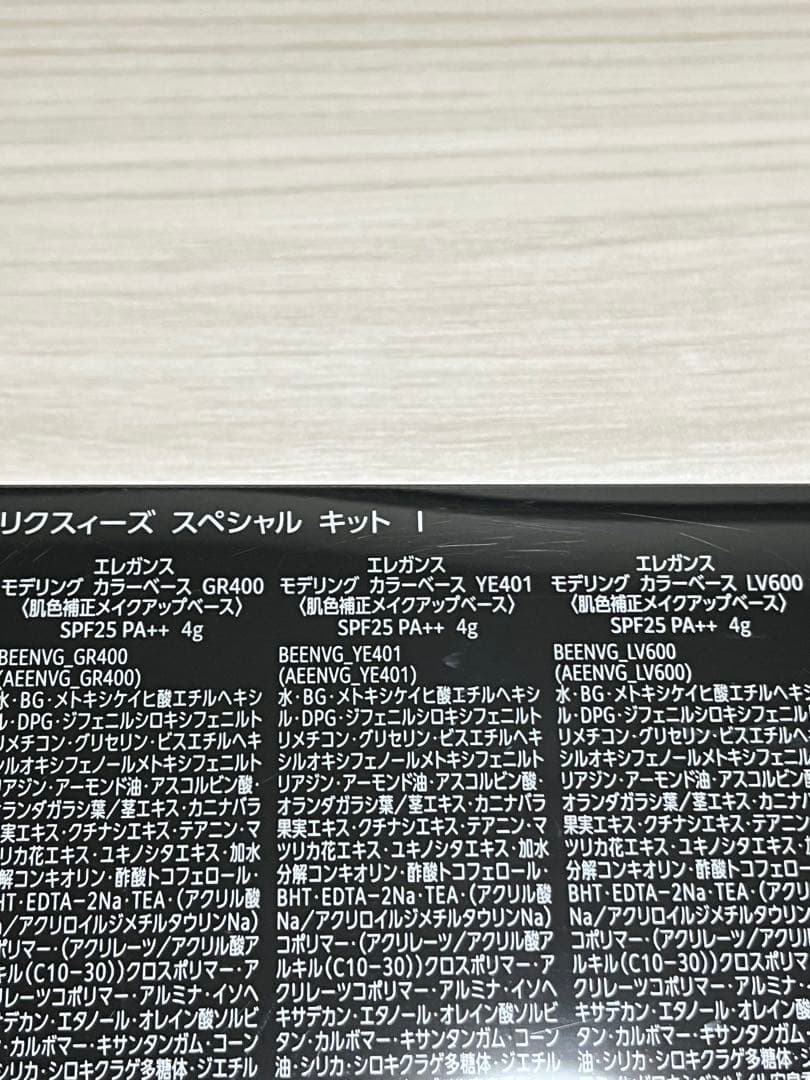 リクスィーズ スペシャル キット I
エレガンス
モデリング カラーベース GR400
〈肌色補正メイクアップベース〉
SPF25 PA++ 4g
BEENVG_GR400
(AEENVG_GR400)
水・BG・メトキシケイヒ酸エチルヘキシ
ル・DPG・ジフェニルシロキシフェニルト
リメチコン・グリセリン・ビスエチルヘキ
シルオキシフェノールメトキシフェニルト
リアジン・アーモンド油・アスコルビン酸・
オランダガラシ葉/茎エキス・カニナバラ
果実エキス・クチナシエキス・テアニン・マ
ツリカ花エキス・ユキノシタエキス・加水
分解コンキオリン・酢酸トコフェロール・
BHT・EDTA-2Na・TEA・(アクリル酸
Na/アクリロイルジメチルタウリンNa)
コポリマー・(アクリレーツ/アクリル酸ア
ルキル(C10-30))クロスポリマー・ア
クリレーツコポリマー・アルミナ・イソヘ
キサデカン・エタノール・オレイン酸ソルビ
タン・カルボマー・キサンタンガム・コーン
油・シリカ・シロキクラゲ多糖体・ジエチル
エレガンス
モデリング カラーベース YE401
〈肌色補正メイクアップベース〉
SPF25 PA++ 4g
BEENVG_YE401
(AEENVG_YE401)
水・BG・メトキシケイヒ酸エチルヘキシ
ル・DPG・ジフェニルシロキシフェニルト
リメチコン・グリセリン・ビスエチルヘキ
シルオキシフェノールメトキシフェニルト
リアジン・アーモンド油・アスコルビン酸・
オランダガラシ葉/茎エキス・カニナバラ
果実エキス・クチナシエキス・テアニン・マ
ツリカ花エキス・ユキノシタエキス・加水
分解コンキオリン・酢酸トコフェロール・
BHT・EDTA-2Na・TEA・(アクリル酸
Na/アクリロイルジメチルタウリンNa)
コポリマー・(アクリレーツ/アクリル酸ア
ルキル(C10-30))クロスポリマー・ア
クリレーツコポリマー・アルミナ・イソヘ
キサデカン・エタノール・オレイン酸ソルビ
タン・カルボマー・キサンタンガム・コーン
油・シリカ・シロキクラゲ多糖体・ジエチル
エレガンス
モデリング カラーベース LV600
〈肌色補正メイクアップベース〉
SPF25 PA++ 4g
BEENVG_LV600
(AEENVG_LV600)
水・BG・メトキシケイヒ酸エチルヘキ
ル・DPG・ジフェニルシロキシフェニル
リメチコン・グリセリン・ビスエチルヘ
シルオキシフェノールメトキシフェニル
リアジン・アーモンド油・アスコルビン
オランダガラシ葉/茎エキス・カニナ
果実エキス・クチナシエキス・テアニン・
ツリカ花エキス・ユキノシタエキス・加
分解コンキオリン・酢酸トコフェロール
BHT・EDTA-2Na・TEA・(アクリ
Na/アクリロイルジメチルタウリン
コポリマー・(アクリレーツ/アクリル
ルキル(C10-30))クロスポリマー・
クリレーツコポリマー・アルミナ・
キサデカン・エタノール・オレイン酸ソ
タン・カルボマー・キサンタンガム・コ
油・シリカ・シロキクラゲ多糖体・ジエ